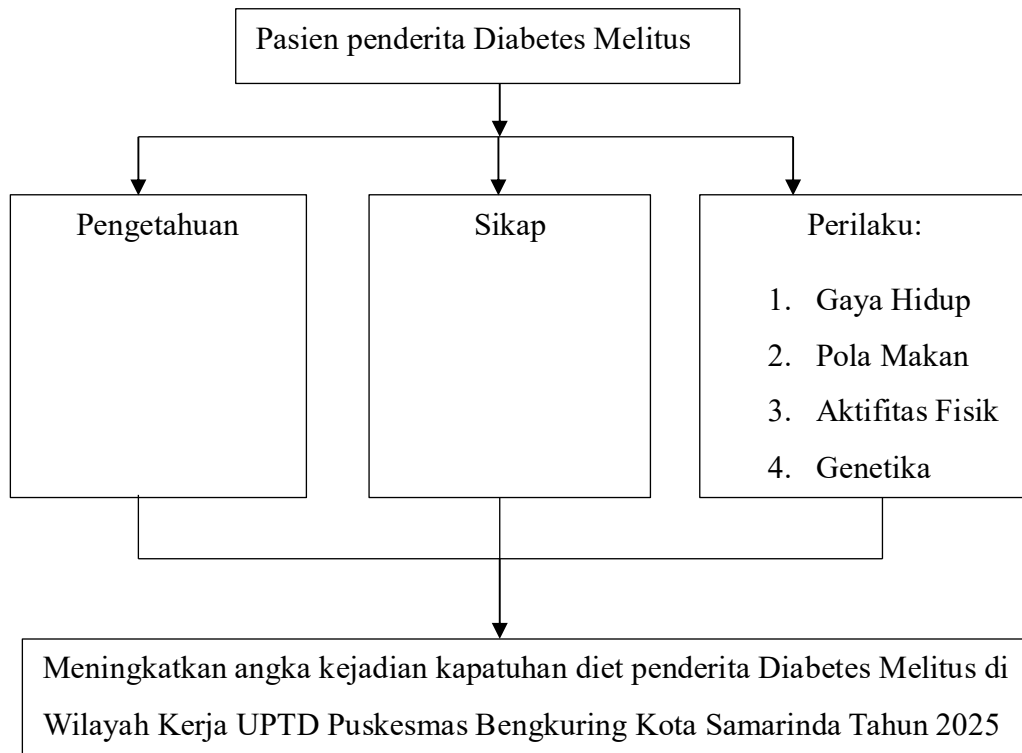 Pasien penderita Diabetes Melitus
Pengetahuan
Sikap
Perilaku:
1. Gaya Hidup
2. Pola Makan
3. Aktifitas Fisik
4. Genetika
Meningkatkan angka kejadian kapatuhan diet penderita Diabetes Melitus di
Wilayah Kerja UPTD Puskesmas Bengkuring Kota Samarinda Tahun 2025